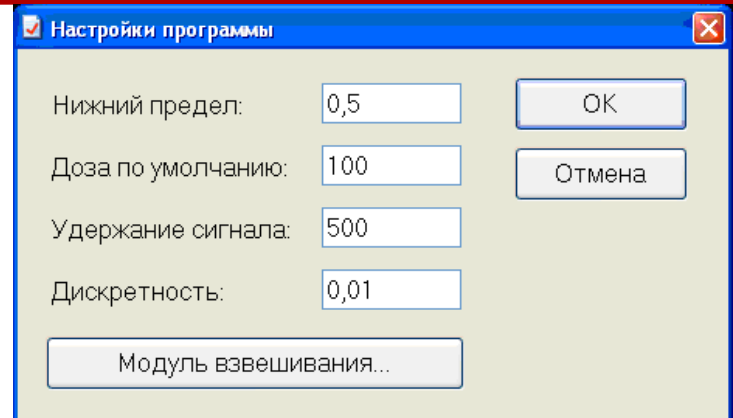 Настройки программы
Нижний предел: 0,5 OK
Доза по умолчанию: 100 Отмена
Удержание сигнала: 500
Дискретность: 0,01
Модуль взвешивания...